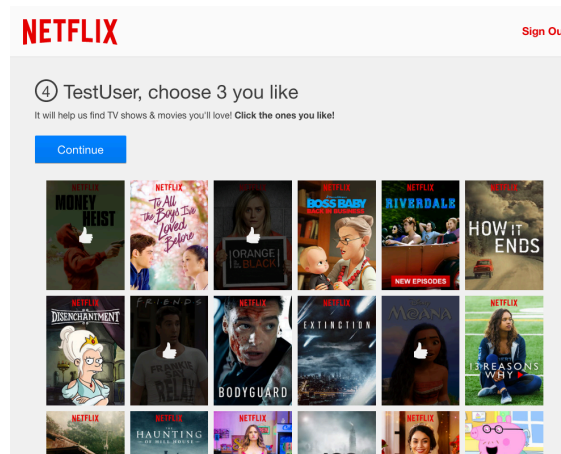 NETFLIX
Sign Ou
4 TestUser, choose 3 you like
It will help us find TV shows & movies you'll love! Click the ones you like!
Continue
NETFLIX
MONEY
HEIST
NETFLIX
To All
the Boys I've
Loved
Before
ORANGE
IS THE NEW
BLACK
NETFLIX
BOSS BABY
BACK IN BUSINESS
NETFLIX
RIVERDALE
NEW EPISODES
NETFLIX
HOW IT
ENDS
NETFLIX
DISENCHANTMENT
FRIENDS
FRANKIE
SAY
RELAX
NETFLIX
BODYGUARD
NETFLIX
EXTINCTION
MOANA
NETFLIX
13 REASONS
WHY
NETFLIX
NETFLIX
THE
HAUNTING
OF HILL HOUSE
NETFLIX
NETFLIX